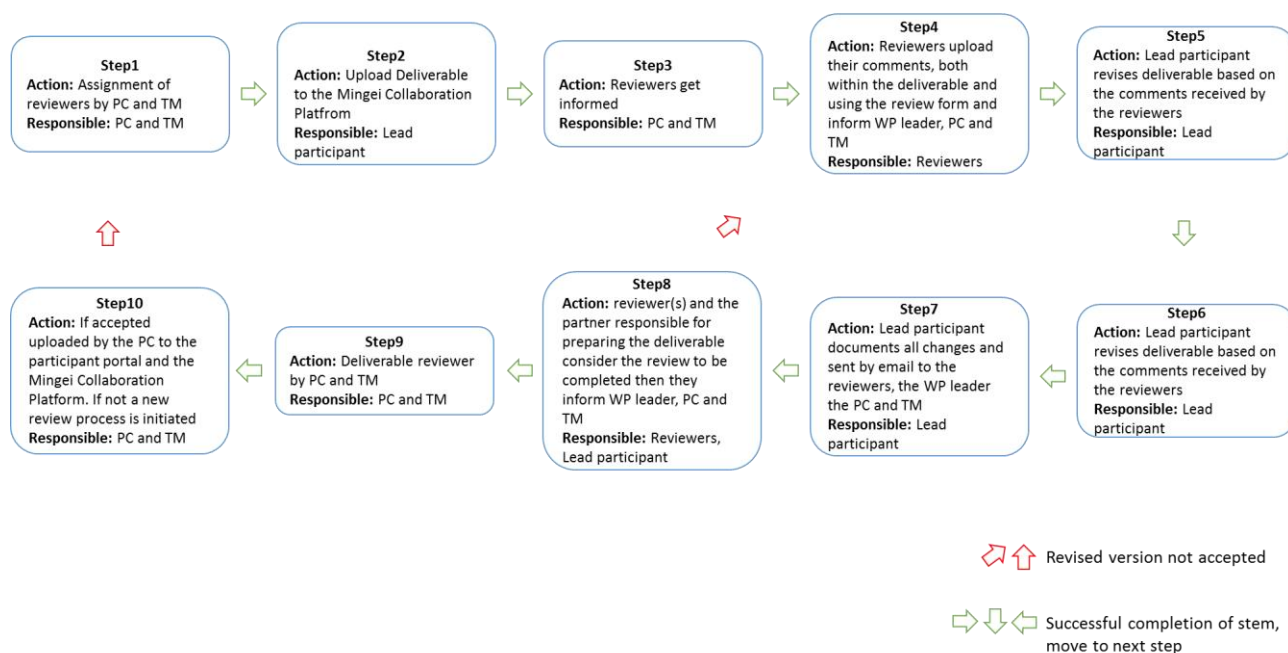 Step1
Action: Assignment of
reviewers by PC and TM
Responsible: PC and TM
Step2
Action: Upload Deliverable
to the Mingei Collaboration
Platfrom
Responsible: Lead
participant
Step3
Action: Reviewers get
informed
Responsible: PC and TM
Step4
Action: Reviewers upload
their comments, both
within the deliverable and
using the review form and
inform WP leader, PC and
TM
Responsible: Reviewers
Step5
Action: Lead participant
revises deliverable based on
the comments received by
the reviewers
Responsible: Lead
participant
Step10
Action: If accepted
uploaded by the PC to the
participant portal and the
Mingei Collaboration
Platform. If not a new
review process is initiated
Responsible: PC and TM
Step9
Action: Deliverable reviewer
by PC and TM
Responsible: PC and TM
Step8
Action: reviewer(s) and the
partner responsible for
preparing the deliverable
consider the review to be
completed then they
inform WP leader, PC and
TM
Responsible: Reviewers,
Lead participant
Step7
Action: Lead participant
documents all changes and
sent by email to the
reviewers, the WP leader
the PC and TM
Responsible: Lead
participant
Step6
Action: Lead participant
revises deliverable based on
the comments received by
the reviewers
Responsible: Lead
participant
Revised version not accepted
Successful completion of stem,
move to next step